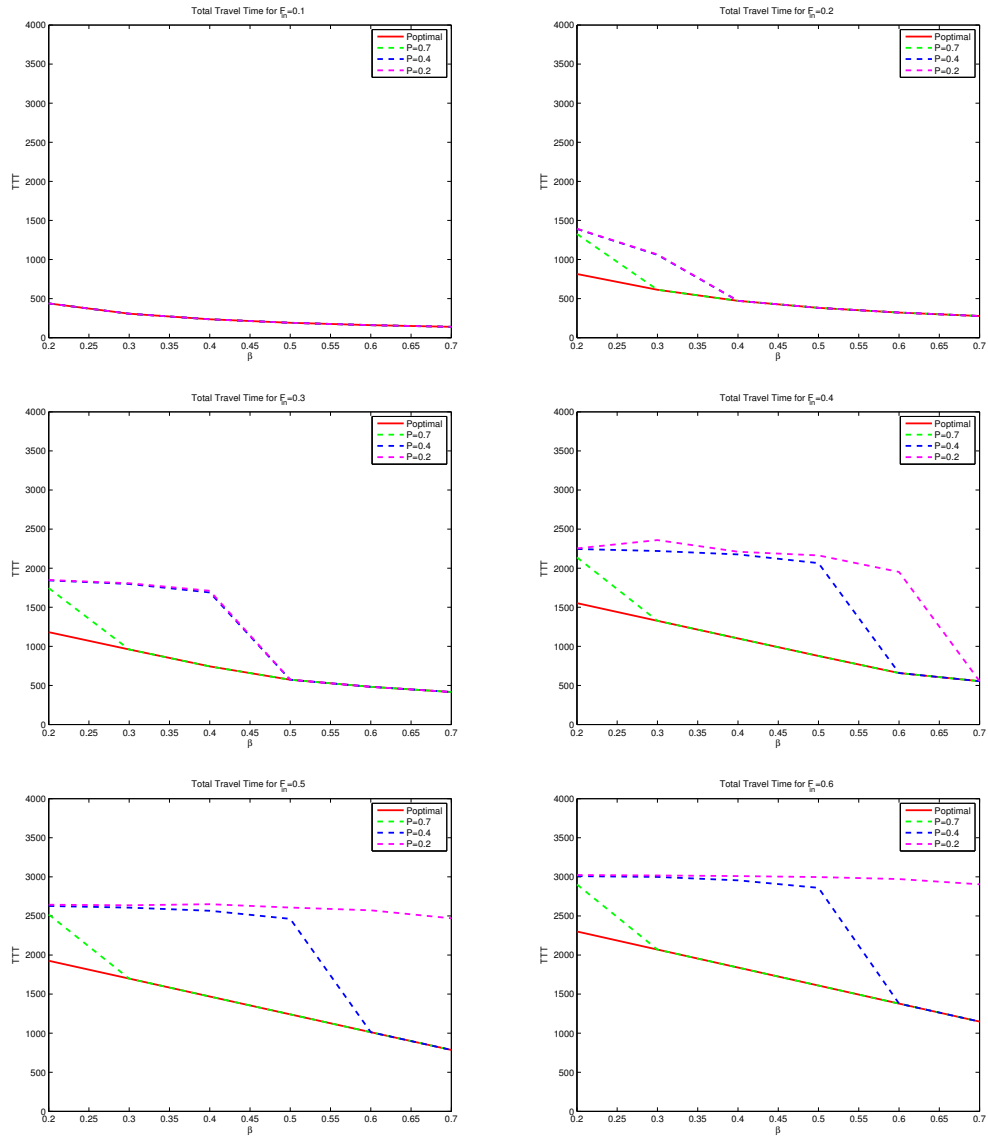 Total Travel Time for F_in=0.1
4000
3500
3000
2500
2000
1500
1000
500
0
TTT
0.2 0.25 0.3 0.35 0.4 0.45 0.5 0.55 0.6 0.65 0.7
β
Poptimal
P=0.7
P=0.4
P=0.2
Total Travel Time for F_in=0.2
4000
3500
3000
2500
2000
1500
1000
500
0
TTT
0.2 0.25 0.3 0.35 0.4 0.45 0.5 0.55 0.6 0.65 0.7
β
Poptimal
P=0.7
P=0.4
P=0.2
Total Travel Time for F_in=0.3
4000
3500
3000
2500
2000
1500
1000
500
0
TTT
0.2 0.25 0.3 0.35 0.4 0.45 0.5 0.55 0.6 0.65 0.7
β
Poptimal
P=0.7
P=0.4
P=0.2
Total Travel Time for F_in=0.4
4000
3500
3000
2500
2000
1500
1000
500
0
TTT
0.2 0.25 0.3 0.35 0.4 0.45 0.5 0.55 0.6 0.65 0.7
β
Poptimal
P=0.7
P=0.4
P=0.2
Total Travel Time for F_in=0.5
4000
3500
3000
2500
2000
1500
1000
500
0
TTT
0.2 0.25 0.3 0.35 0.4 0.45 0.5 0.55 0.6 0.65 0.7
β
Poptimal
P=0.7
P=0.4
P=0.2
Total Travel Time for F_in=0.6
4000
3500
3000
2500
2000
1500
1000
500
0
TTT
0.2 0.25 0.3 0.35 0.4 0.45 0.5 0.55 0.6 0.65 0.7
β
Poptimal
P=0.7
P=0.4
P=0.2